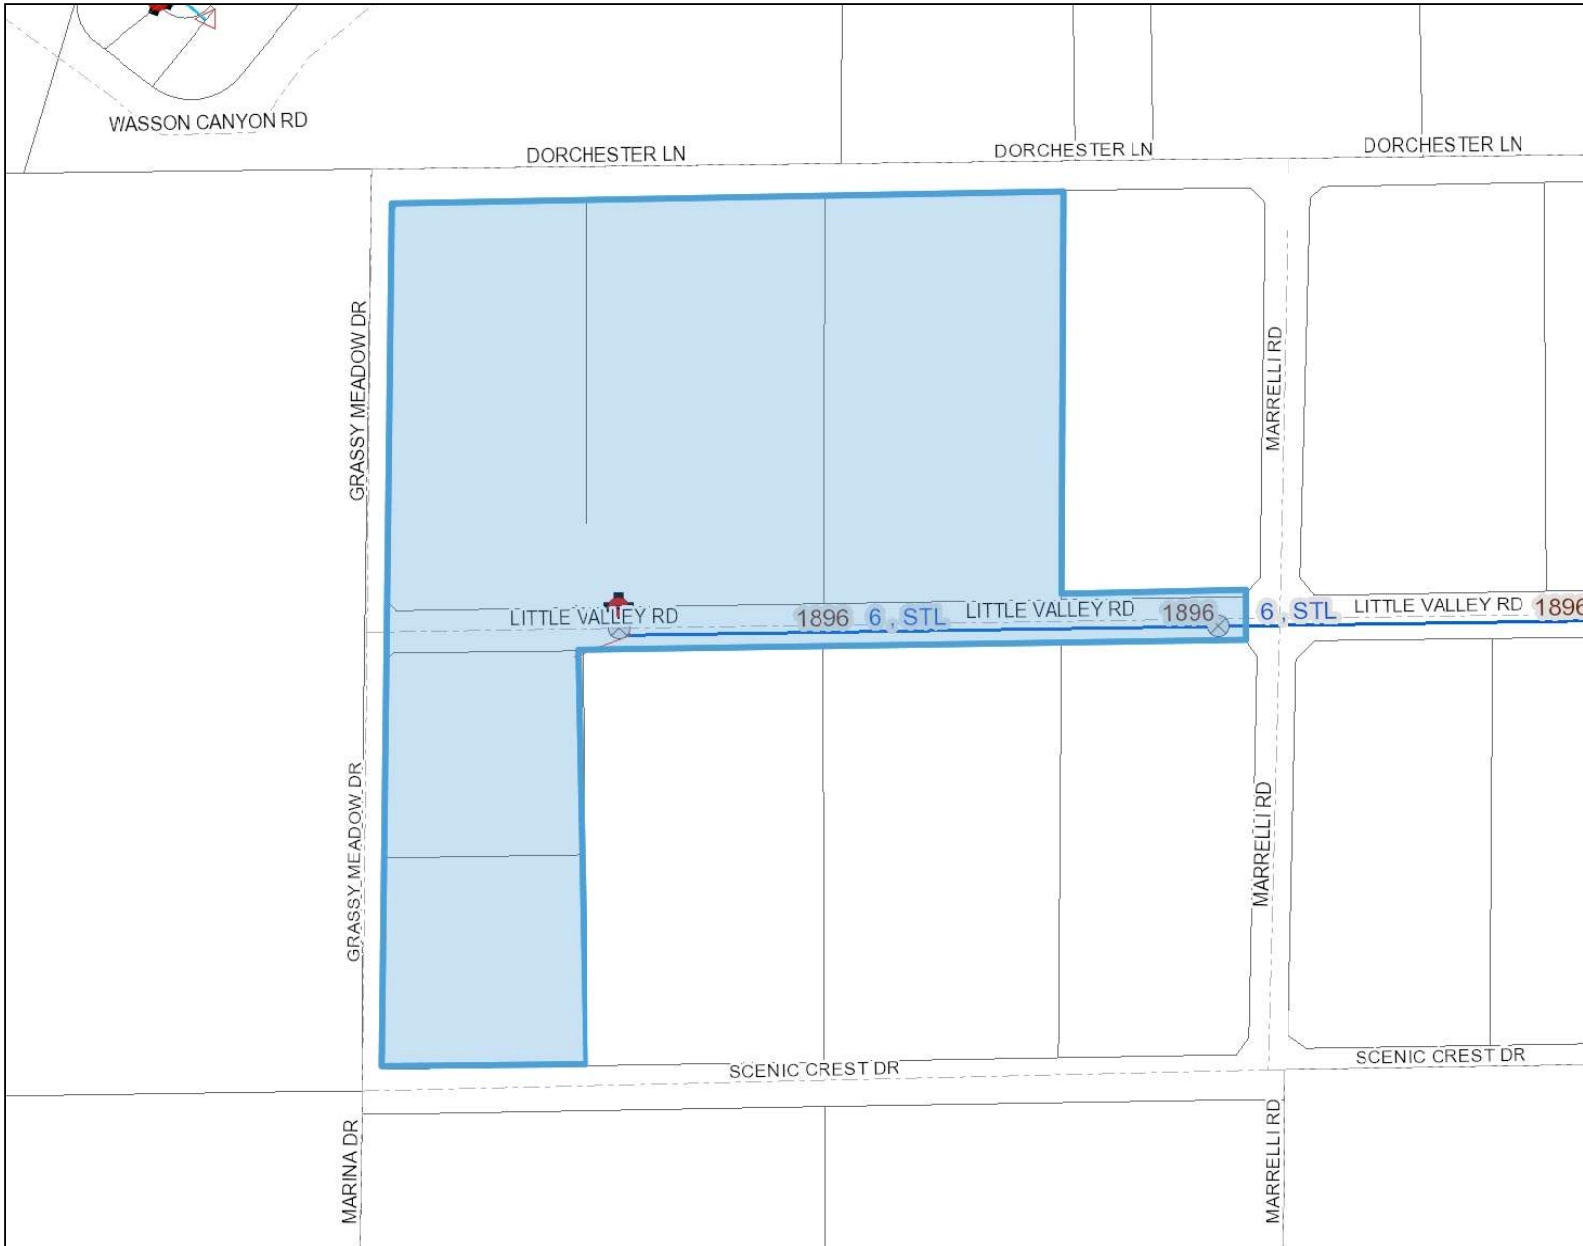 WASSON CANYON RD
DORCHESTER LN
DORCHESTER LN
DORCHESTER LN
GRASSY MEADOW DR
MARRELLI RD
LITTLE VALLEY RD
1896
6 , STL
LITTLE VALLEY RD
1896
6 , STL
LITTLE VALLEY RD
1896
GRASSY MEADOW DR
MARRELLI RD
SCENIC CREST DR
SCENIC CREST DR
MARINA DR
MARRELLI RD